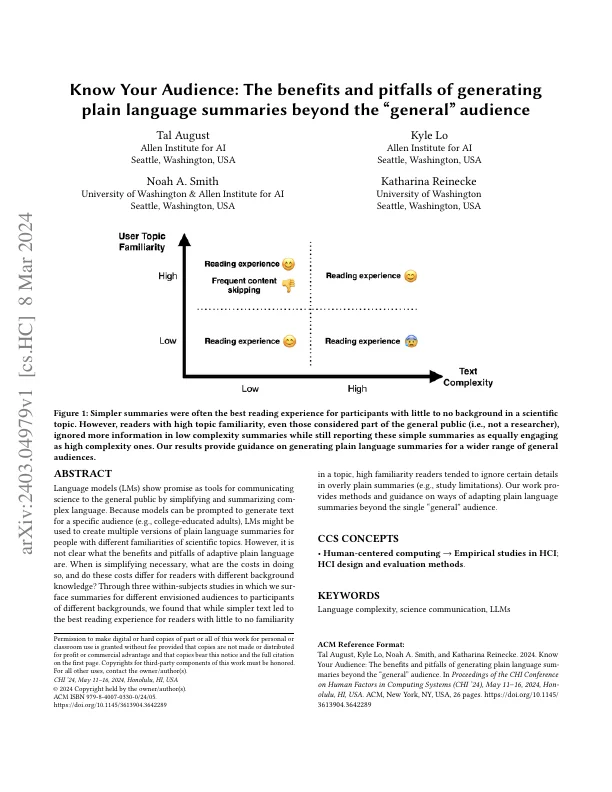 Know Your Audience: The benefits and pitfalls of generating
plain language summaries beyond the “general” audience
Tal August
Allen Institute for AI
Seattle, Washington, USA
Kyle Lo
Allen Institute for AI
Seattle, Washington, USA
Noah A. Smith
University of Washington & Allen Institute for AI
Seattle, Washington, USA
Katharina Reinecke
University of Washington
Seattle, Washington, USA
arXiv:2403.04979v1 [cs.HC] 8 Mar 2024
User Topic
Familiarity
High
Low
Reading experience
Frequent content
skipping
Reading experience
Reading experience
Reading experience
Low
High
Text
Complexity
Figure 1: Simpler summaries were often the best reading experience for participants with little to no background in a scientific
topic. However, readers with high topic familiarity, even those considered part of the general public (i.e., not a researcher),
ignored more information in low complexity summaries while still reporting these simple summaries as equally engaging
as high complexity ones. Our results provide guidance on generating plain language summaries for a wider range of general
audiences.
ABSTRACT
Language models (LMs) show promise as tools for communicating
science to the general public by simplifying and summarizing com-
plex language. Because models can be prompted to generate text
for a specific audience (e.g., college-educated adults), LMs might be
used to create multiple versions of plain language summaries for
people with different familiarities of scientific topics. However, it is
not clear what the benefits and pitfalls of adaptive plain language
are. When is simplifying necessary, what are the costs in doing
so, and do these costs differ for readers with different background
knowledge? Through three within-subjects studies in which we sur-
face summaries for different envisioned audiences to participants
of different backgrounds, we found that while simpler text led to
the best reading experience for readers with little to no familiarity
Permission to make digital or hard copies of part or all of this work for personal or
classroom use is granted without fee provided that copies are not made or distributed
for profit or commercial advantage and that copies bear this notice and the full citation
on the first page. Copyrights for third-party components of this work must be honored.
For all other uses, contact the owner/author(s).
CHI ’24, May 11–16, 2024, Honolulu, HI, USA
© 2024 Copyright held by the owner/author(s).
ACM ISBN 979-8-4007-0330-0/24/05.
https://doi.org/10.1145/3613904.3642289
in a topic, high familiarity readers tended to ignore certain details
in overly plain summaries (e.g., study limitations). Our work pro-
vides methods and guidance on ways of adapting plain language
summaries beyond the single “general” audience.
CCS CONCEPTS
• Human-centered computing → Empirical studies in HCI;
HCI design and evaluation methods.
KEYWORDS
Language complexity, science communication, LLMs
ACM Reference Format:
Tal August, Kyle Lo, Noah A. Smith, and Katharina Reinecke. 2024. Know
Your Audience: The benefits and pitfalls of generating plain language sum-
maries beyond the “general” audience. In Proceedings of the CHI Conference
on Human Factors in Computing Systems (CHI ’24), May 11–16, 2024, Hon-
olulu, HI, USA. ACM, New York, NY, USA, 26 pages. https://doi.org/10.1145/
3613904.3642289